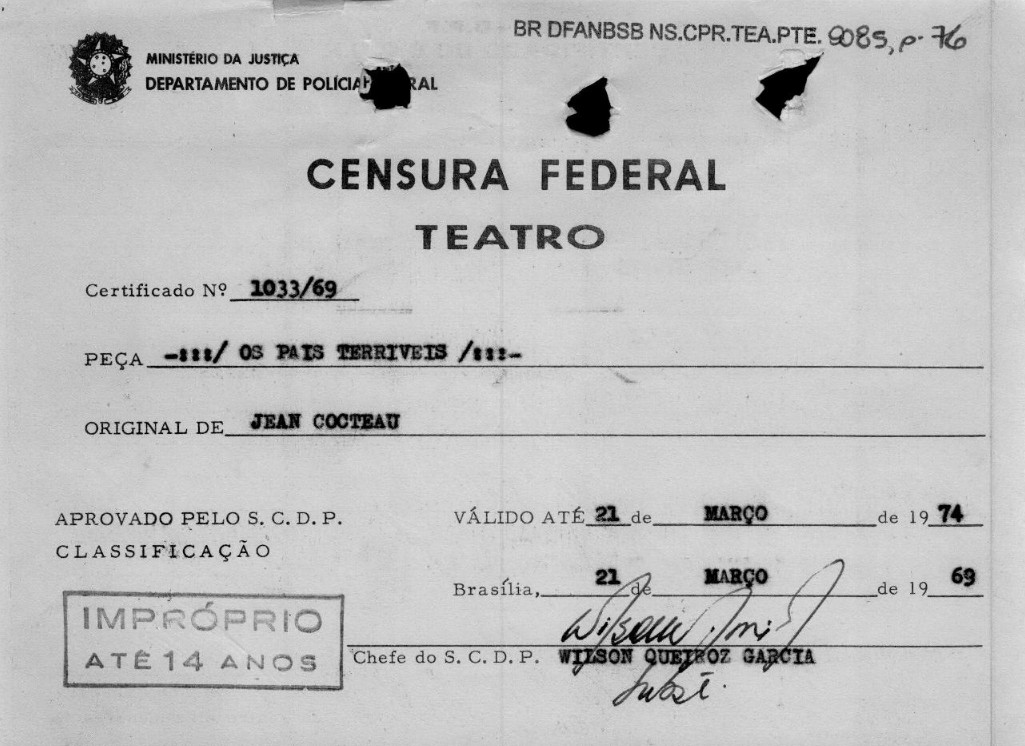 BR DFANBSB NS.CPR.TEA.PTE. 9085, p. 76
MINISTÉRIO DA JUSTIÇA
DEPARTAMENTO DE POLÍCIA RAL
CENSURA FEDERAL
TEATRO
Certificado Nº 1033/69
PEÇA -:::/ OS PAIS TERRIVEIS /:::-
ORIGINAL DE JEAN COCTEAU
APROVADO PELO S. C. D. P.
CLASSIFICAÇÃO
VÁLIDO ATÉ 21 de MARÇO de 19 74
Brasília, 21 de MARÇO de 19 69
IMPRÓPRIO
ATÉ 14 ANOS
Chefe do S. C. D. P. WILSON QUEIROZ GARCIA